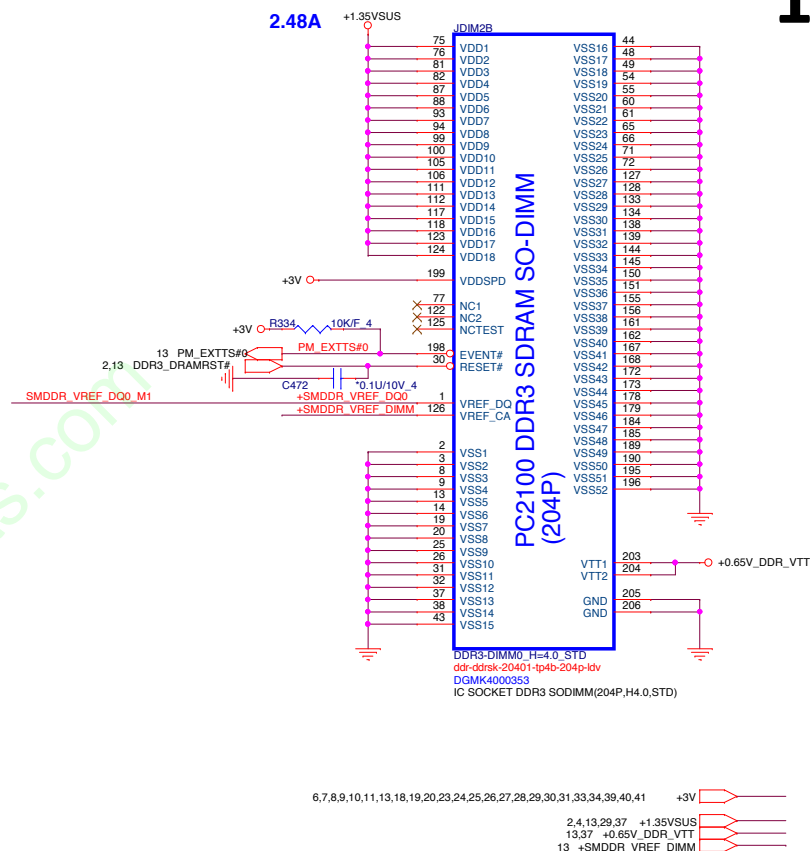 2.48A
+1.35VSUS
JDIM2B
75 VDD1
76 VDD2
81 VDD3
82 VDD4
87 VDD5
88 VDD6
93 VDD7
94 VDD8
99 VDD9
100 VDD10
105 VDD11
106 VDD12
111 VDD13
112 VDD14
117 VDD15
118 VDD16
123 VDD17
124 VDD18
+3V 199 VDDSPD
77 NC1
122 NC2
125 NCTEST
+3V R334 10K/F_4
13 PM_EXTTS#0 PM_EXTTS#0 198 EVENT#
2,13 DDR3_DRAMRST# 30 RESET#
C472 *0.1U/10V_4
SMDDR_VREF_DQ0_M1 +SMDDR_VREF_DQ0 1 VREF_DQ
+SMDDR_VREF_DIMM 126 VREF_CA
2 VSS1
3 VSS2
8 VSS3
9 VSS4
13 VSS5
14 VSS6
19 VSS7
20 VSS8
25 VSS9
26 VSS10
31 VSS11
32 VSS12
37 VSS13
38 VSS14
43 VSS15
PC2100 DDR3 SDRAM SO-DIMM
(204P)
VSS16 44
VSS17 48
VSS18 49
VSS19 54
VSS20 55
VSS21 60
VSS22 61
VSS23 65
VSS24 66
VSS25 71
VSS26 72
VSS27 127
VSS28 128
VSS29 133
VSS30 134
VSS31 138
VSS32 139
VSS33 144
VSS34 145
VSS35 150
VSS36 151
VSS37 155
VSS38 156
VSS39 161
VSS40 162
VSS41 167
VSS42 168
VSS43 172
VSS44 173
VSS45 178
VSS46 179
VSS47 184
VSS48 185
VSS49 189
VSS50 190
VSS51 195
VSS52 196
VTT1 203
VTT2 204
+0.65V_DDR_VTT
GND 205
GND 206
DDR3-DIMM0_H=4.0_STD
ddr-ddrsk-20401-tp4b-204p-ldv
DGMK4000353
IC SOCKET DDR3 SODIMM(204P,H4.0,STD)
s.com
6,7,8,9,10,11,13,18,19,20,23,24,25,26,27,28,29,30,31,33,34,39,40,41 +3V
2,4,13,29,37 +1.35VSUS
13,37 +0.65V_DDR_VTT
13 +SMDDR_VREF_DIMM